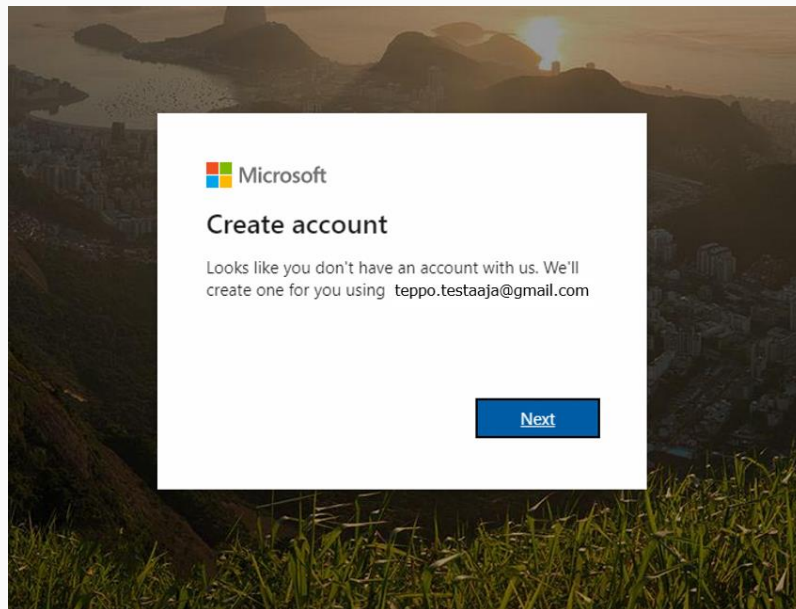 Microsoft
Create account
Looks like you don't have an account with us. We'll
create one for you using teppo.testaaja@gmail.com
Next